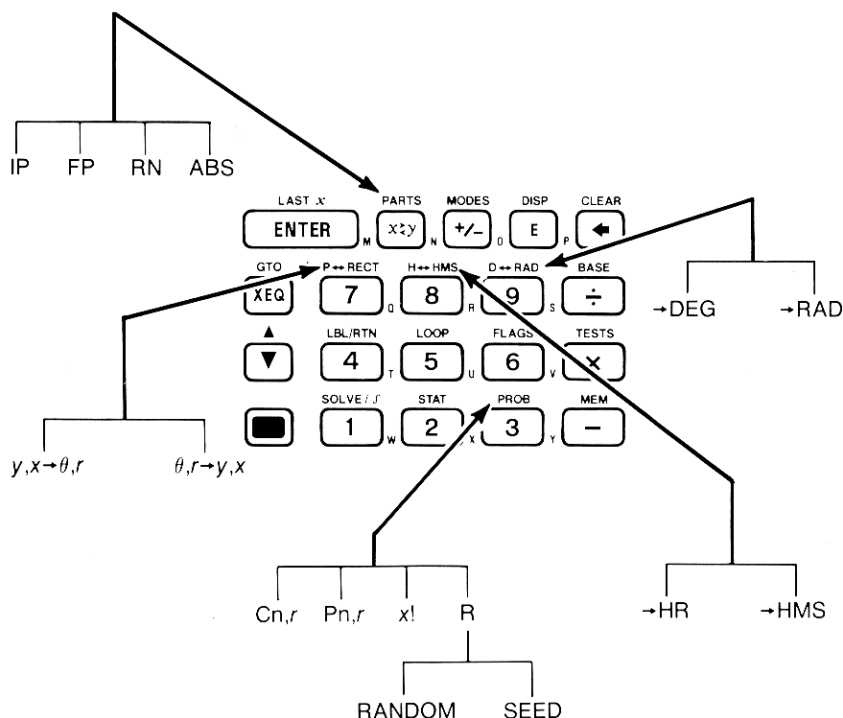 IP FP RN ABS
LAST x PARTS MODES DISP CLEAR
ENTER M x≷y N +/− O E P ←
GTO P↔RECT H↔HMS D↔RAD BASE
XEQ 7 Q 8 R 9 S ÷
→DEG →RAD
▲ LBL/RTN LOOP FLAGS TESTS
▼ 4 T 5 U 6 V ×
SOLVE/∫ STAT PROB MEM
1 W 2 X 3 Y −
y,x→θ,r θ,r→y,x
Cn,r Pn,r x! R
→HR →HMS
RANDOM SEED